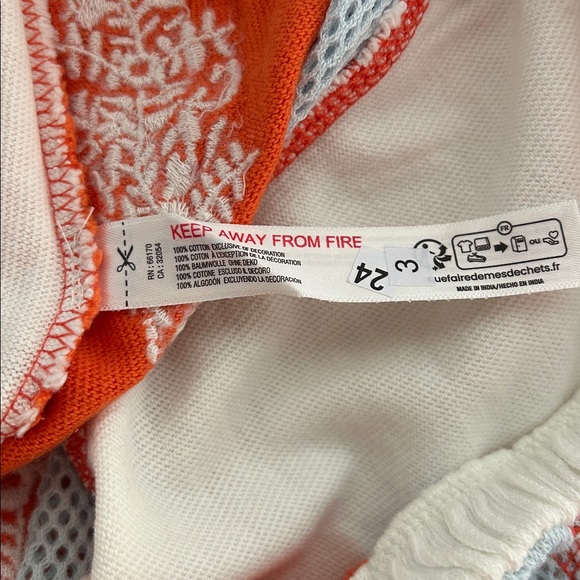 KEEP AWAY FROM FIRE
100% COTTON EXCLUSIVE OF DECORATION
100% COTON À L'EXCEPTION DE LA DÉCORATION
100% BAUMWOLLE OHNE DEKO
100% COTONE ESCLUSO IL DECORO
100% ALGODÓN EXCLUYENDO LA DECORACIÓN
RN : 66170
CA : 32054
24
3
FR
OU
uefairedemesdechets.fr
MADE IN INDIA/HECHO EN INDIA